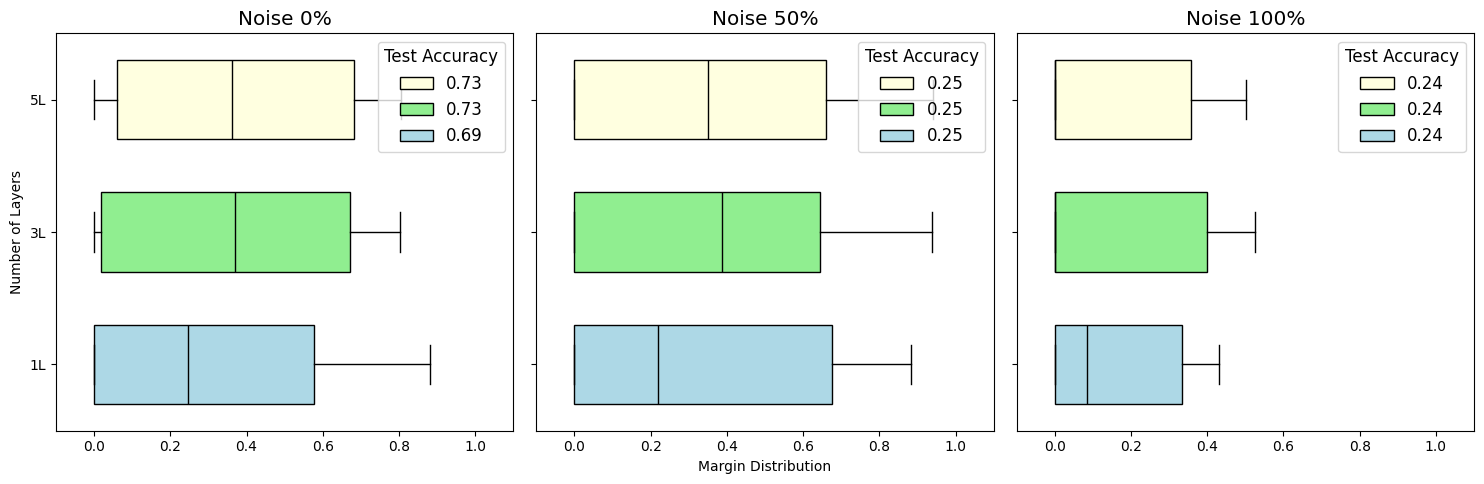 Noise 0%
Noise 50%
Noise 100%
Number of Layers
5L
3L
1L
Test Accuracy
0.73
0.73
0.69
0.0 0.2 0.4 0.6 0.8 1.0
Test Accuracy
0.25
0.25
0.25
0.0 0.2 0.4 0.6 0.8 1.0
Test Accuracy
0.24
0.24
0.24
0.0 0.2 0.4 0.6 0.8 1.0
Margin Distribution